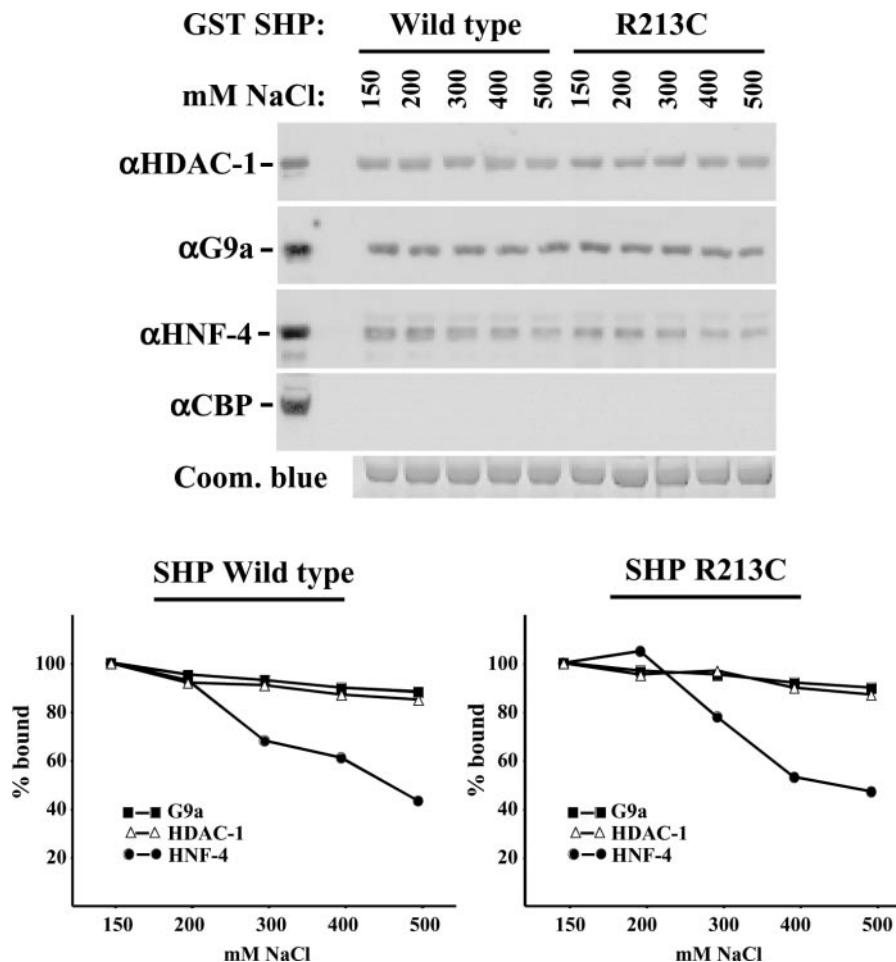 GST SHP: Wild type R213C
mM NaCl: 150 200 300 400 500 150 200 300 400 500
αHDAC-1
αG9a
αHNF-4
αCBP
Coom. blue
SHP Wild type
% bound
100
80
60
40
20
G9a
HDAC-1
HNF-4
150 200 300 400 500
mM NaCl
SHP R213C
% bound
100
80
60
40
20
G9a
HDAC-1
HNF-4
150 200 300 400 500
mM NaCl